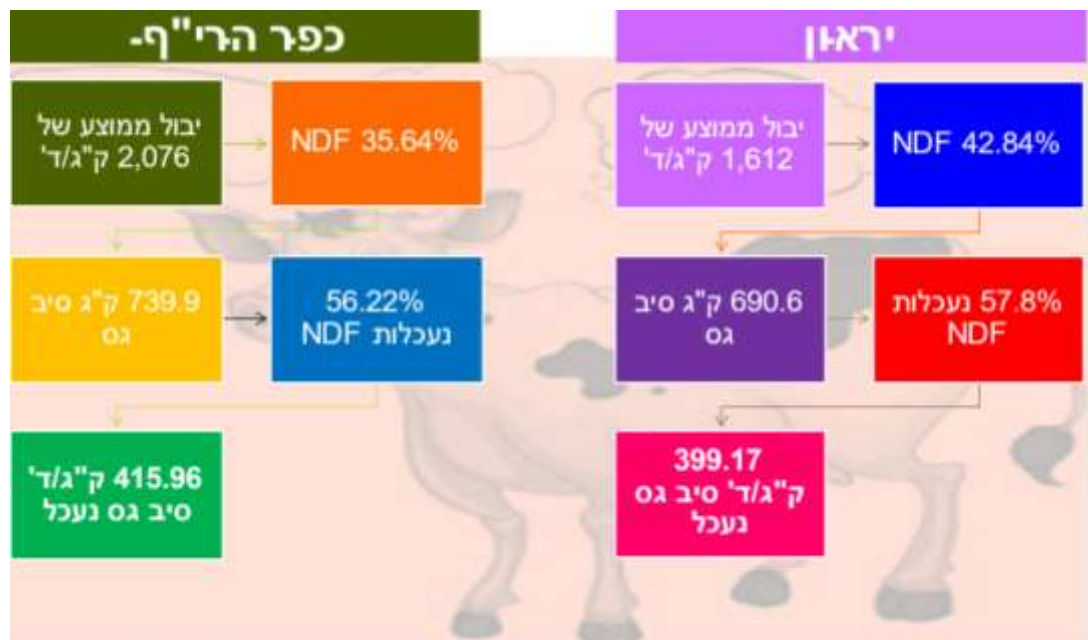 יראון
יבול ממוצע של
1,612 ק"ג/ד'
NDF 42.84%
690.6 ק"ג סיב
גס
57.8% נעכלות
NDF
399.17
ק"ג/ד' סיב גס
נעכל
כפר הרי"ף-
יבול ממוצע של
2,076 ק"ג/ד'
NDF 35.64%
739.9 ק"ג סיב
גס
56.22%
נעכלות NDF
415.96 ק"ג/ד'
סיב גס נעכל